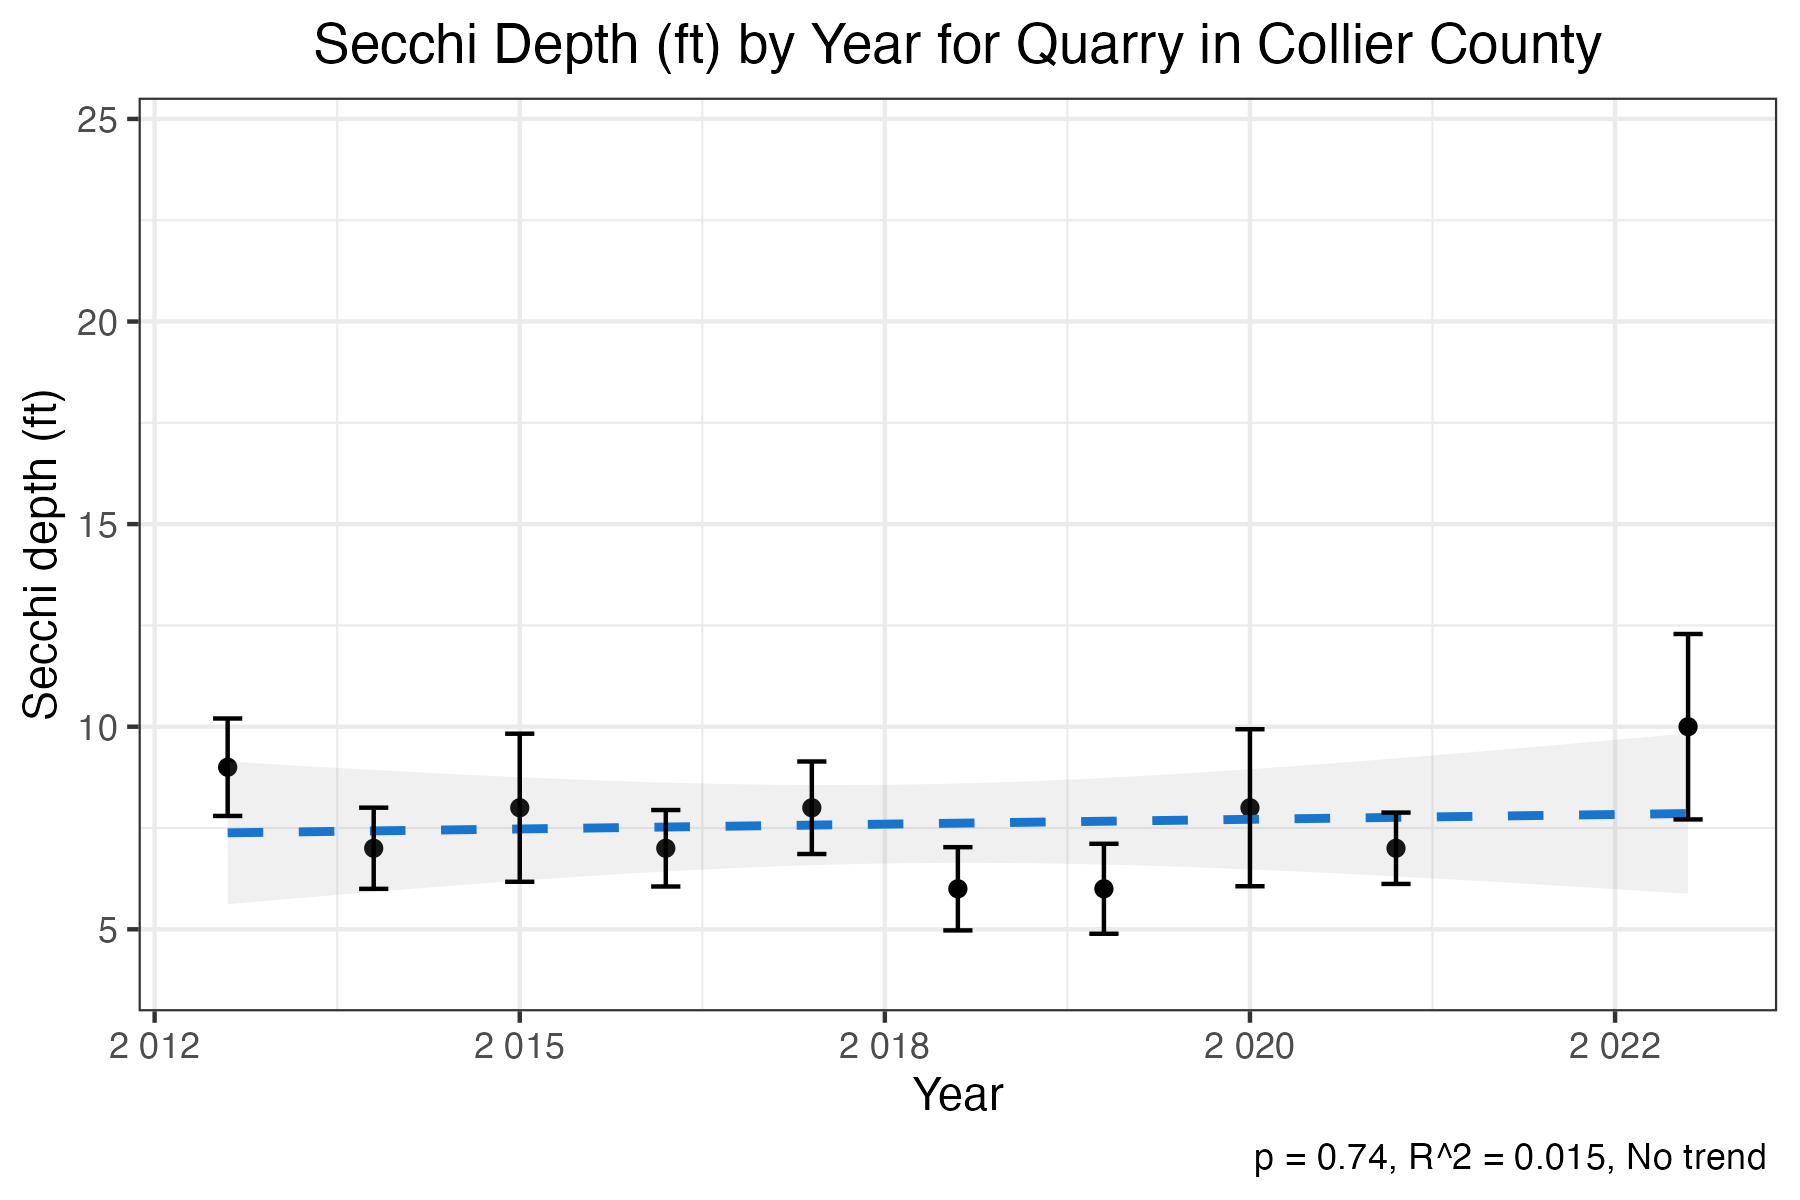 Secchi Depth (ft) by Year for Quarry in Collier County
25
20
15
10
5
Secchi depth (ft)
2 012 2 015 2 018 2 020 2 022
Year
p = 0.74, R^2 = 0.015, No trend